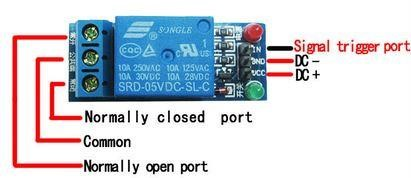 SONGLE
CQC
10A 250VAC 10A 125VAC
10A 30VDC 10A 28VDC
SRD-05VDC-SL-C
IN
GND
VCC
Signal trigger port
DC -
DC +
Normally closed port
Common
Normally open port